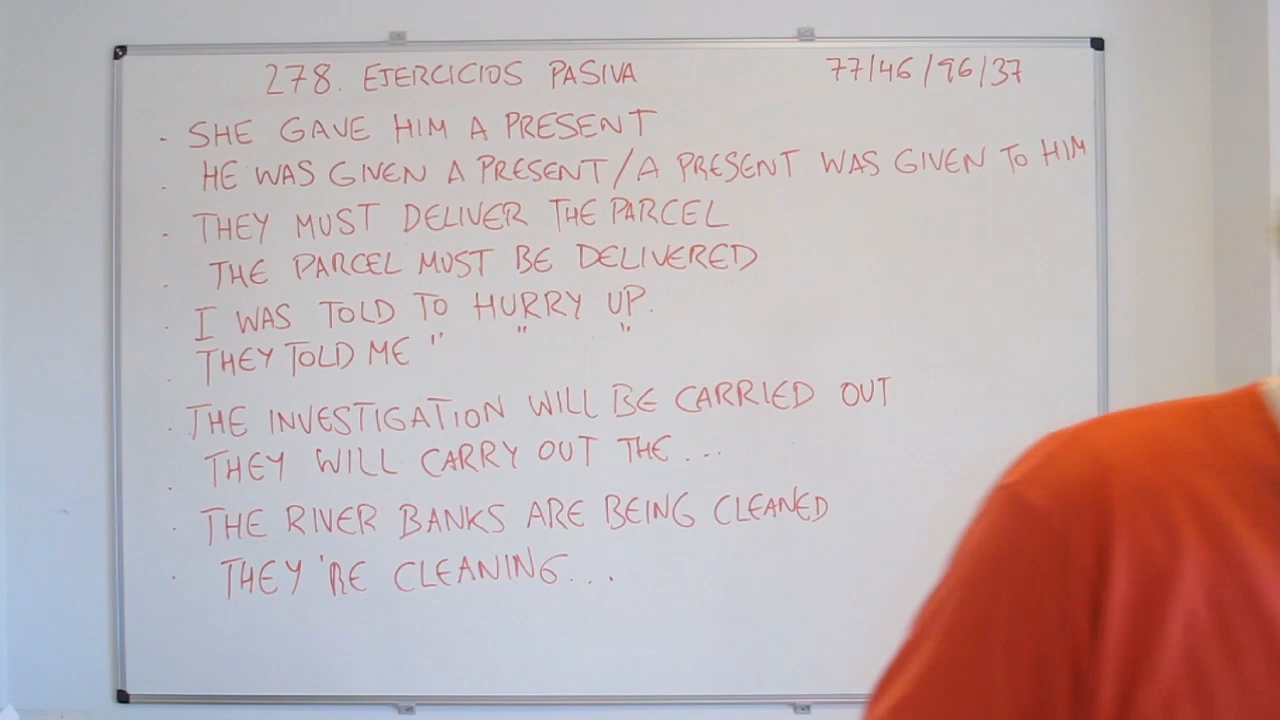 278. EJERCICIOS PASIVA 77/46/96/37
- SHE GAVE HIM A PRESENT
. HE WAS GIVEN A PRESENT/A PRESENT WAS GIVEN TO HIM
- THEY MUST DELIVER THE PARCEL
. THE PARCEL MUST BE DELIVERED
. I WAS TOLD TO HURRY UP.
. THEY TOLD ME " " "
. THE INVESTIGATION WILL BE CARRIED OUT
. THEY WILL CARRY OUT THE...
. THE RIVER BANKS ARE BEING CLEANED
. THEY'RE CLEANING...